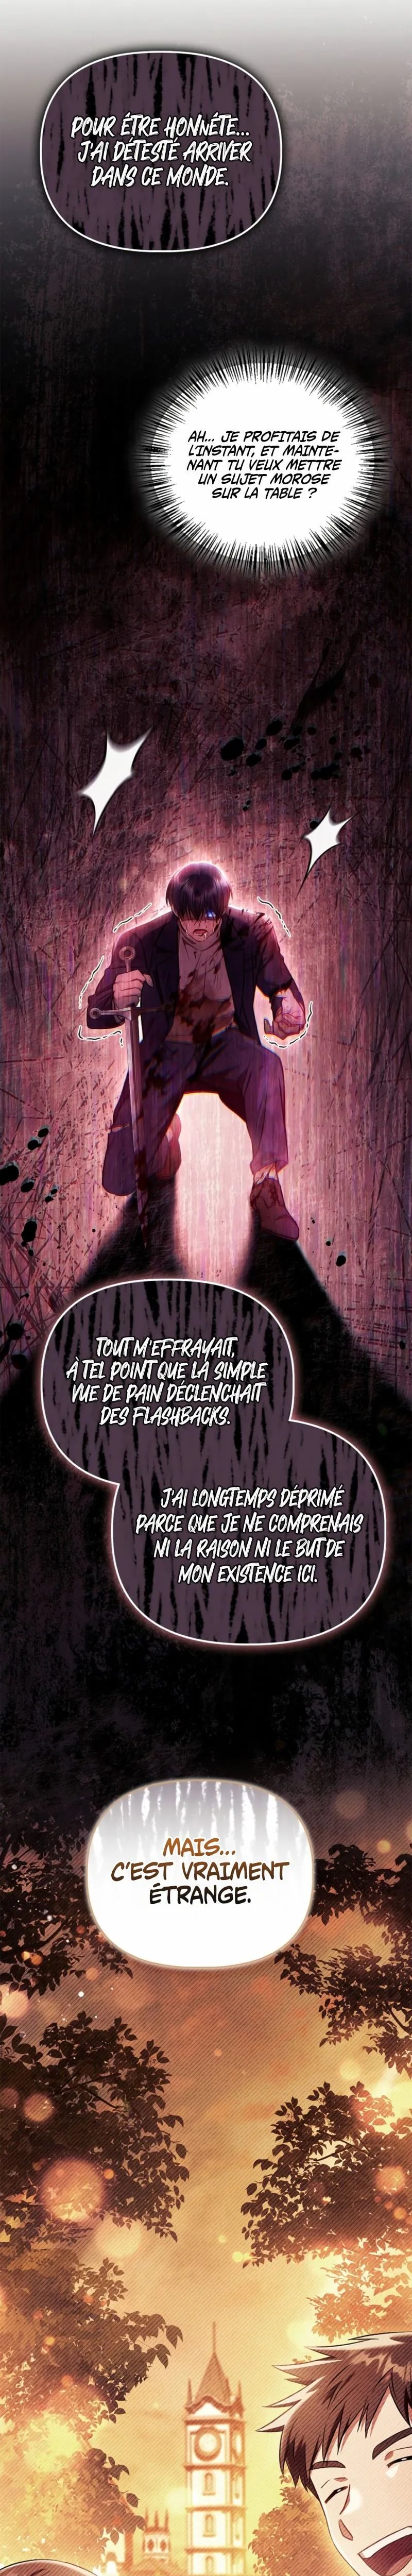 POUR ÊTRE HONNÊTE...
J'AI DÉTESTÉ ARRIVER
DANS CE MONDE.
AH... JE PROFITAIS DE
L'INSTANT, ET MAINTE-
NANT TU VEUX METTRE
UN SUJET MOROSE
SUR LA TABLE ?
TOUT M'EFFRAYAIT,
À TEL POINT QUE LA SIMPLE
VUE DE PAIN DÉCLENCHAIT
DES FLASHBACKS.
J'AI LONGTEMPS DÉPRIMÉ
PARCE QUE JE NE COMPRENAIS
NI LA RAISON NI LE BUT DE
MON EXISTENCE ICI.
MAIS...
C'EST VRAIMENT
ÉTRANGE.